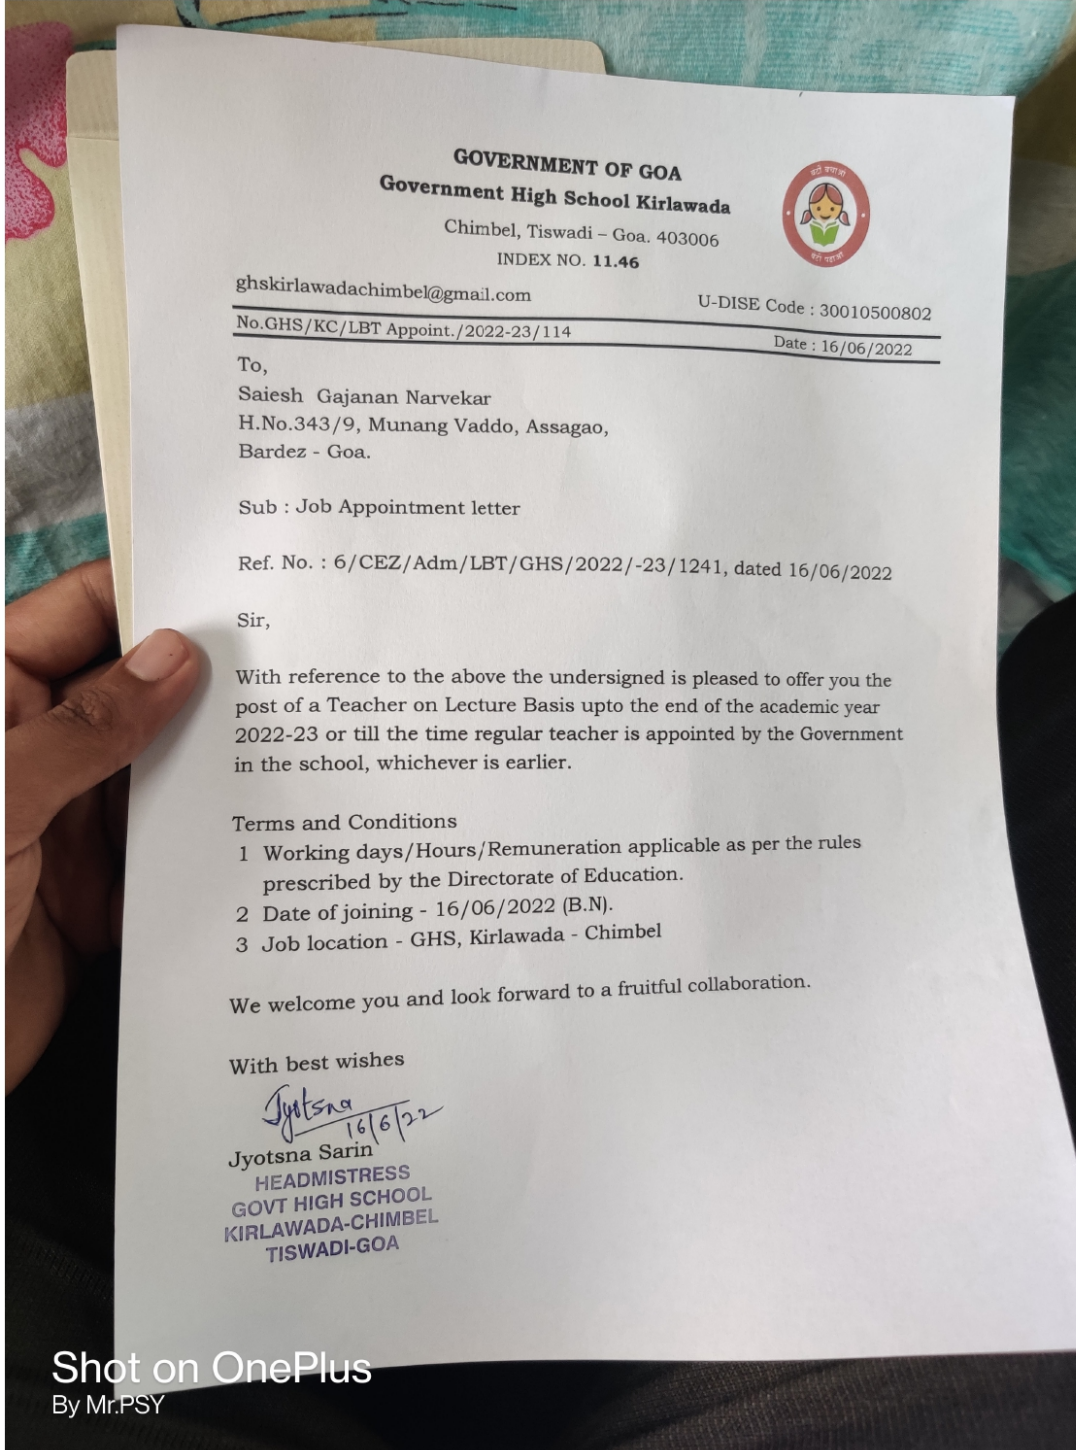 GOVERNMENT OF GOA
Government High School Kirlawada
Chimbel, Tiswadi – Goa. 403006
INDEX NO. 11.46
बेटी बचाओ
बेटी पढ़ाओ
ghskirlawadachimbel@gmail.com
U-DISE Code : 30010500802
No.GHS/KC/LBT Appoint./2022-23/114
Date : 16/06/2022
To,
Saiesh Gajanan Narvekar
H.No.343/9, Munang Vaddo, Assagao,
Bardez - Goa.
Sub : Job Appointment letter
Ref. No. : 6/CEZ/Adm/LBT/GHS/2022/-23/1241, dated 16/06/2022
Sir,
With reference to the above the undersigned is pleased to offer you the
post of a Teacher on Lecture Basis upto the end of the academic year
2022-23 or till the time regular teacher is appointed by the Government
in the school, whichever is earlier.
Terms and Conditions
1 Working days/Hours/Remuneration applicable as per the rules
prescribed by the Directorate of Education.
2 Date of joining - 16/06/2022 (B.N).
3 Job location - GHS, Kirlawada - Chimbel
We welcome you and look forward to a fruitful collaboration.
With best wishes
Jyotsna
16/6/22
Jyotsna Sarin
HEADMISTRESS
GOVT HIGH SCHOOL
KIRLAWADA-CHIMBEL
TISWADI-GOA
Shot on OnePlus
By Mr.PSY